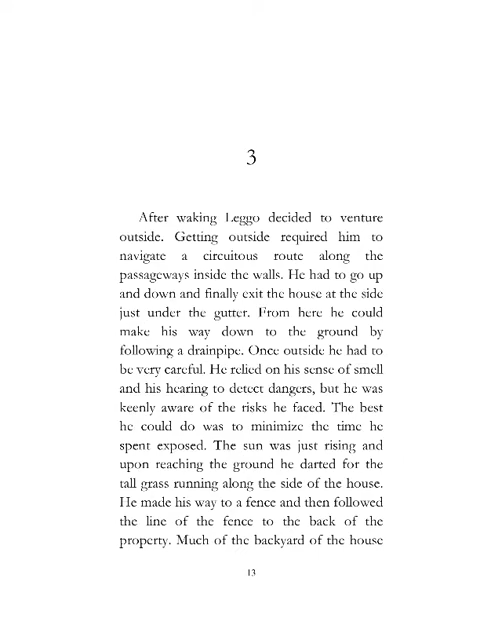 3
After waking Leggo decided to venture
outside. Getting outside required him to
navigate a circuitous route along the
passageways inside the walls. He had to go up
and down and finally exit the house at the side
just under the gutter. From here he could
make his way down to the ground by
following a drainpipe. Once outside he had to
be very careful. He relied on his sense of smell
and his hearing to detect dangers, but he was
keenly aware of the risks he faced. The best
he could do was to minimize the time he
spent exposed. The sun was just rising and
upon reaching the ground he darted for the
tall grass running along the side of the house.
He made his way to a fence and then followed
the line of the fence to the back of the
property. Much of the backyard of the house
13